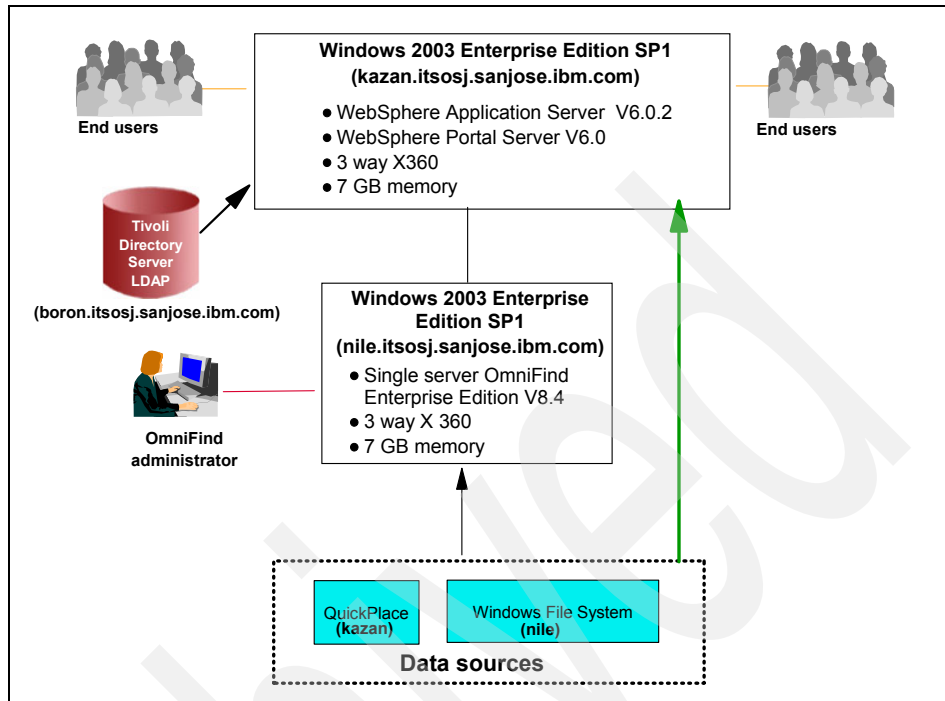 Windows 2003 Enterprise Edition SP1
(kazan.itsosj.sanjose.ibm.com)
• WebSphere Application Server V6.0.2
• WebSphere Portal Server V6.0
• 3 way X360
• 7 GB memory
End users
End users
Tivoli
Directory
Server
LDAP
(boron.itsosj.sanjose.ibm.com)
Windows 2003 Enterprise
Edition SP1
(nile.itsosj.sanjose.ibm.com)
• Single server OmniFind
Enterprise Edition V8.4
• 3 way X 360
• 7 GB memory
OmniFind
administrator
QuickPlace
(kazan)
Windows File System
(nile)
Data sources